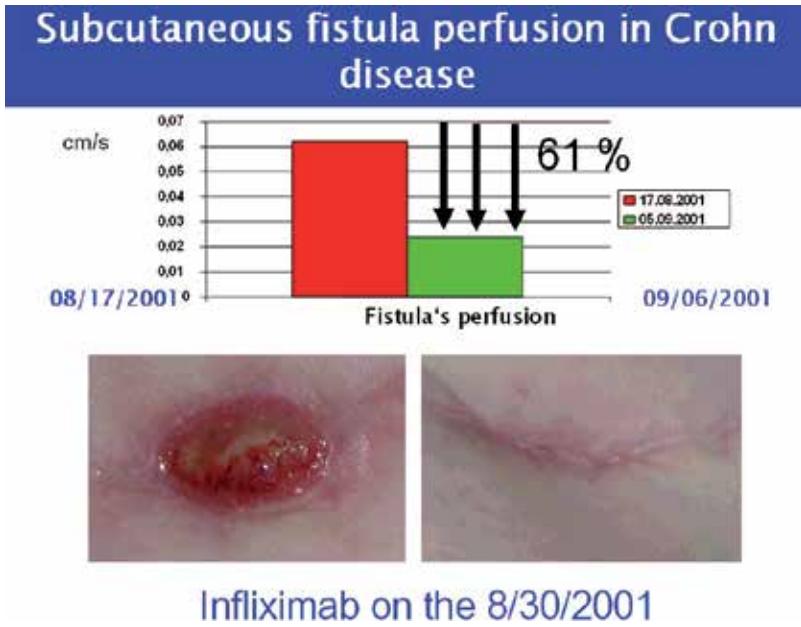 Subcutaneous fistula perfusion in Crohn
disease
cm/s
0,07
0,06
0,05
0,04
0,03
0,02
0,01
0
61 %
17.08.2001
05.09.2001
08/17/2001
09/06/2001
Fistula's perfusion
Infliximab on the 8/30/2001